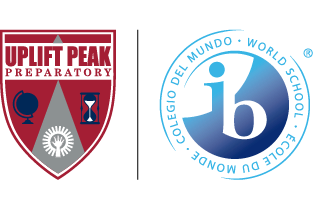 UPLIFT PEAK
PREPARATORY
ib
COLEGIO DEL MUNDO · WORLD SCHOOL · ÉCOLE DU MONDE ·
®